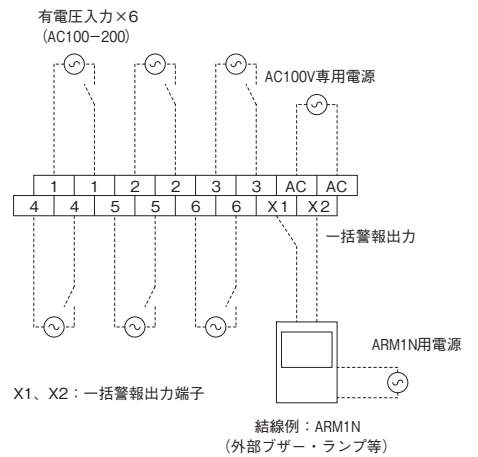 有電圧入力×6
（AC100−200）
AC100V専用電源
1 1 2 2 3 3 AC AC
4 4 5 5 6 6 X1 X2
一括警報出力
ARM1N用電源
X1、X2：一括警報出力端子
結線例：ARM1N
（外部ブザー・ランプ等）